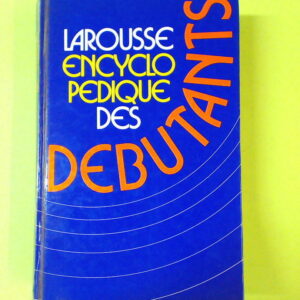 LAROUSSE
ENCYCLO
PEDIQUE
DES
DEBUTANTS